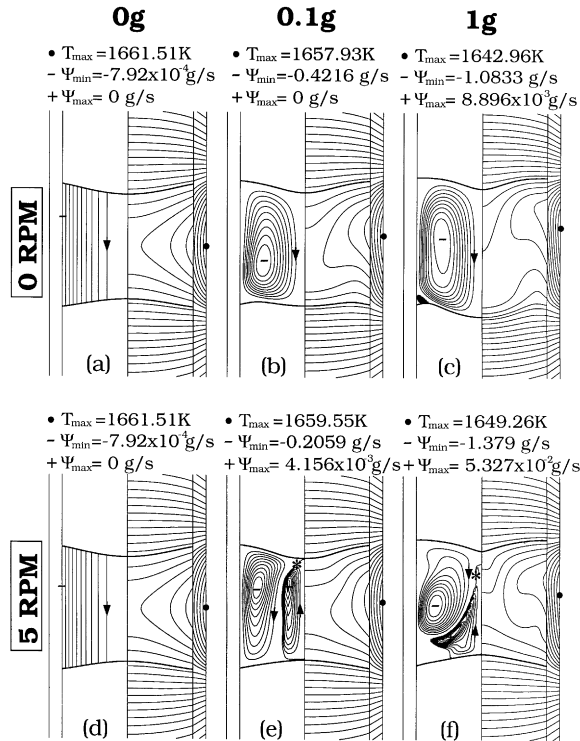 0g 0.1g 1g
• Tmax=1661.51K
− Ψmin=-7.92x10⁻⁴g/s
+Ψmax= 0 g/s
• Tmax=1657.93K
− Ψmin=-0.4216 g/s
+Ψmax= 0 g/s
• Tmax=1642.96K
− Ψmin=-1.0833 g/s
+Ψmax= 8.896x10⁻³g/s
0 RPM
(a) (b) (c)
• Tmax=1661.51K
− Ψmin=-7.92x10⁻⁴g/s
+Ψmax= 0 g/s
• Tmax=1659.55K
− Ψmin=-0.2059 g/s
+Ψmax= 4.156x10⁻³g/s
• Tmax=1649.26K
− Ψmin=-1.379 g/s
+Ψmax= 5.327x10⁻²g/s
5 RPM
(d) (e) (f)